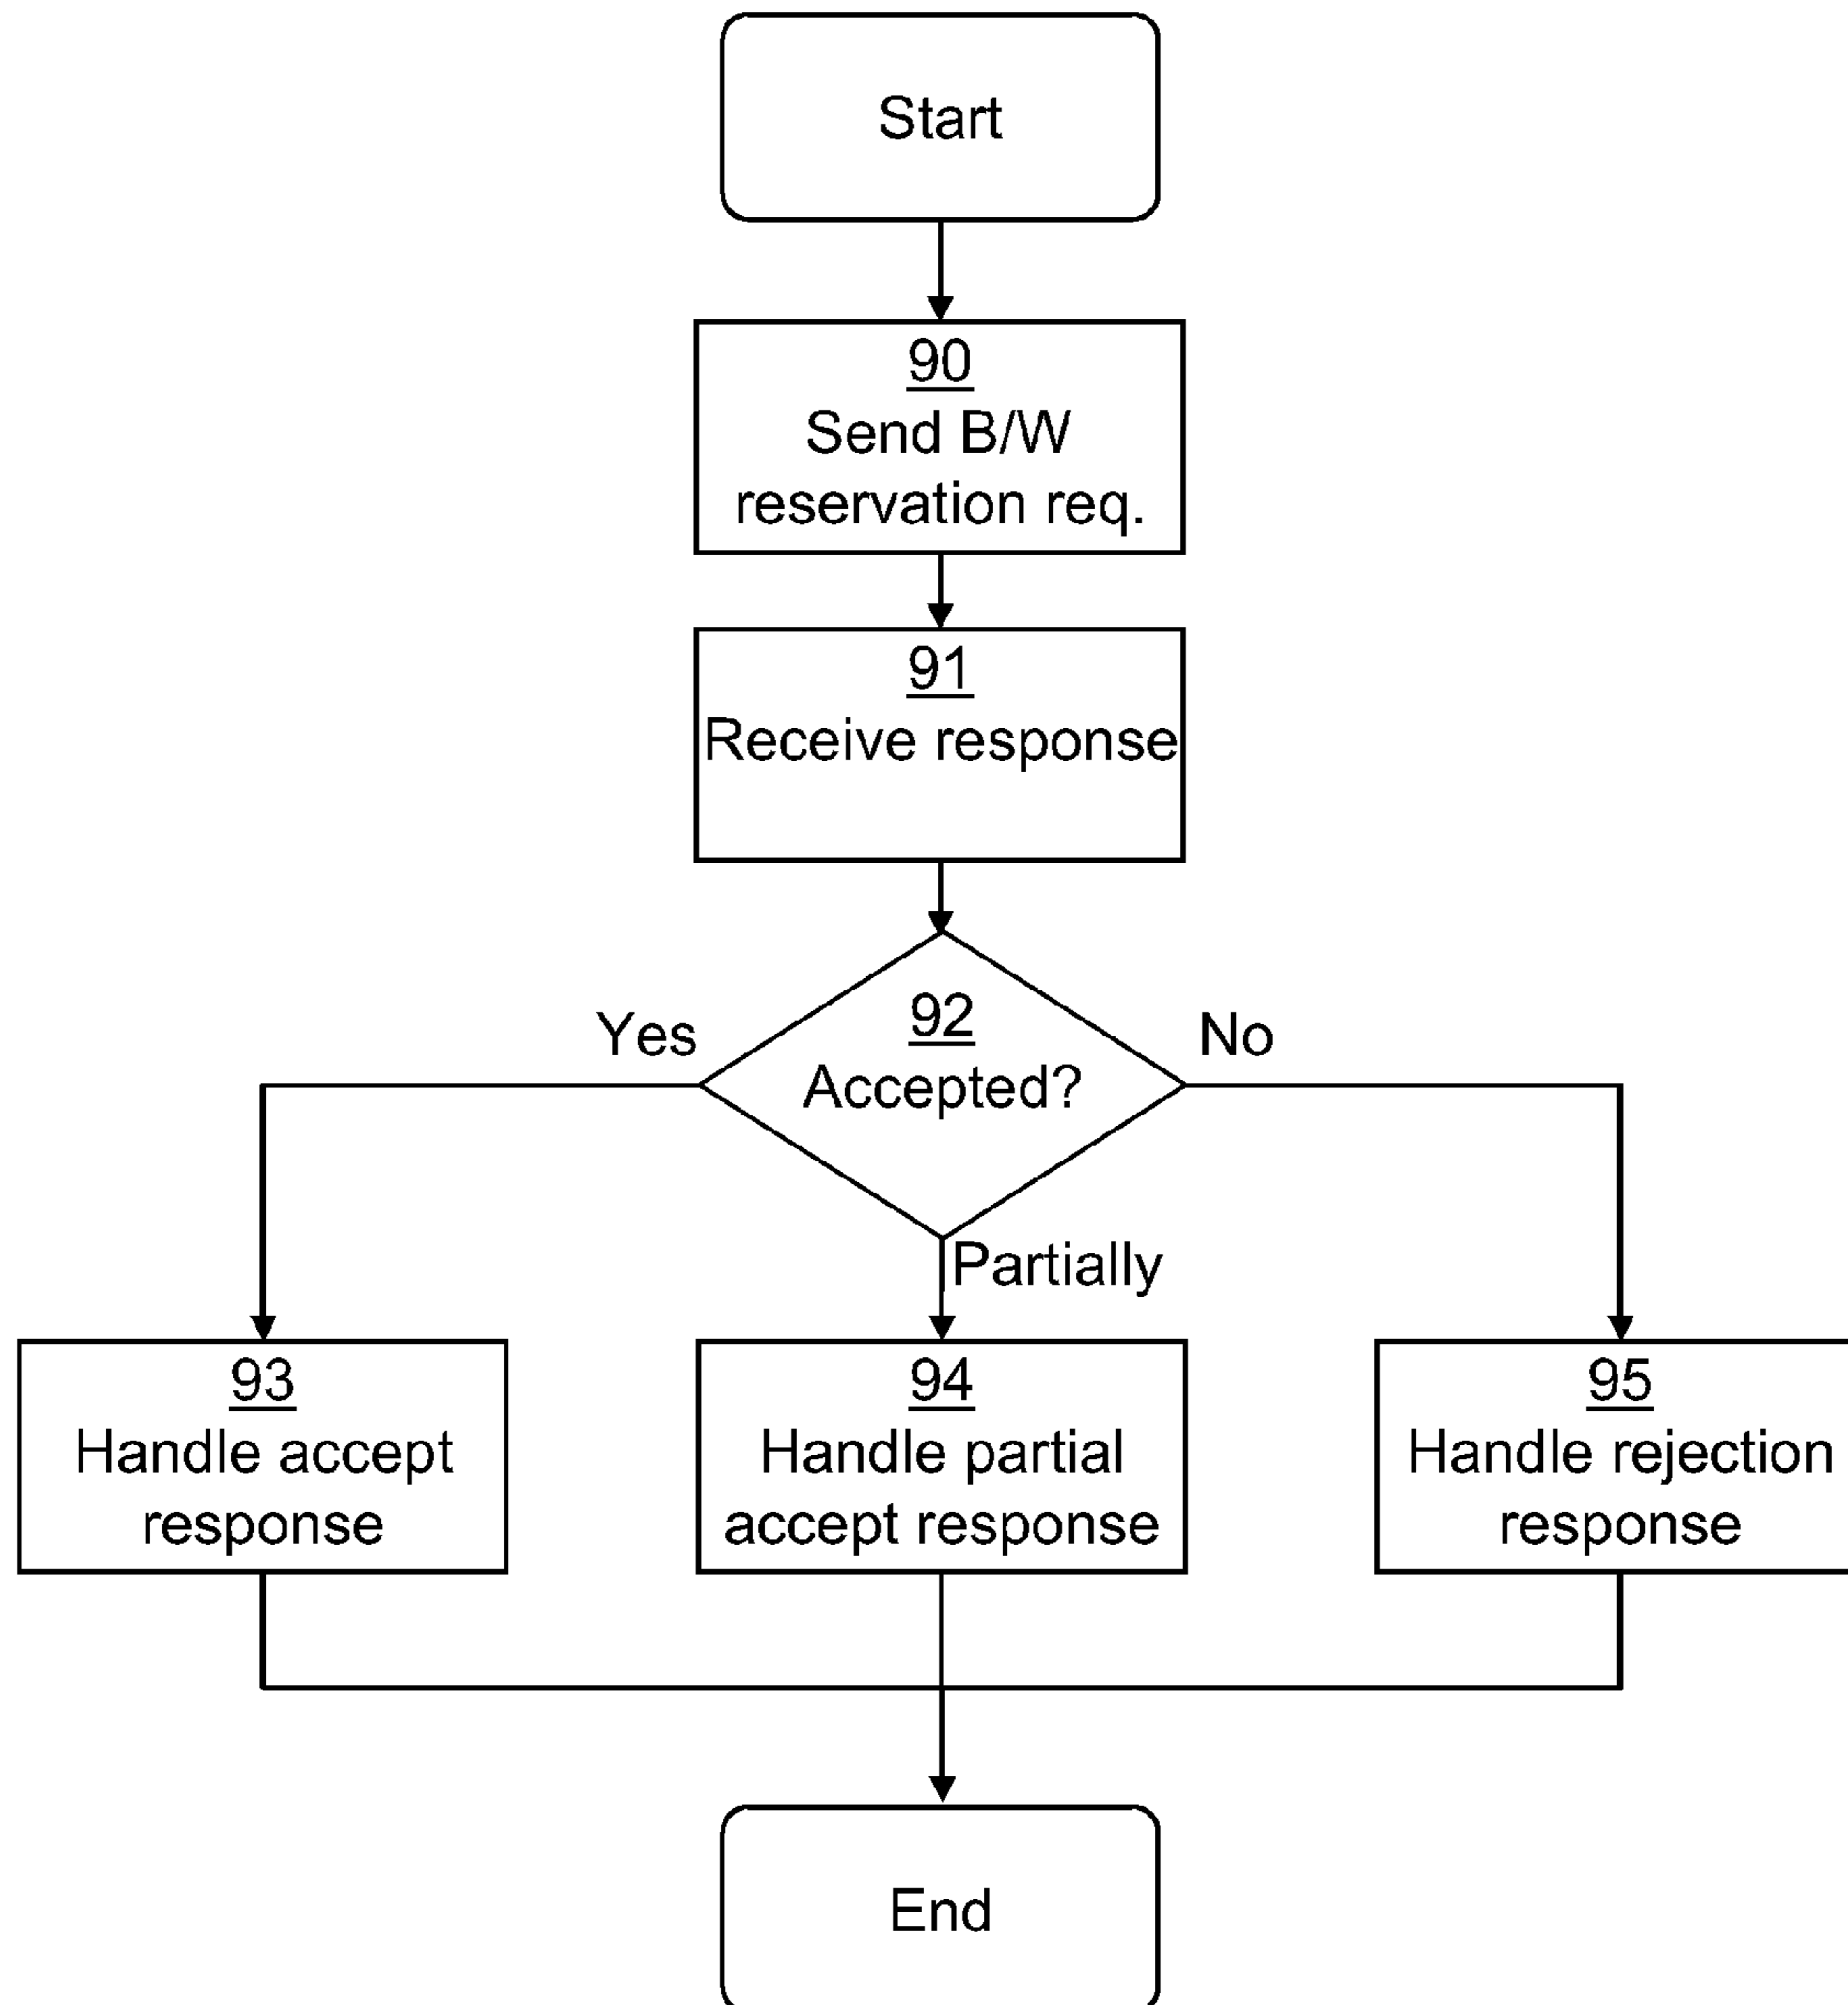 Start
90
Send B/W
reservation req.
91
Receive response
92
Accepted?
Yes
No
Partially
93
Handle accept
response
94
Handle partial
accept response
95
Handle rejection
response
End